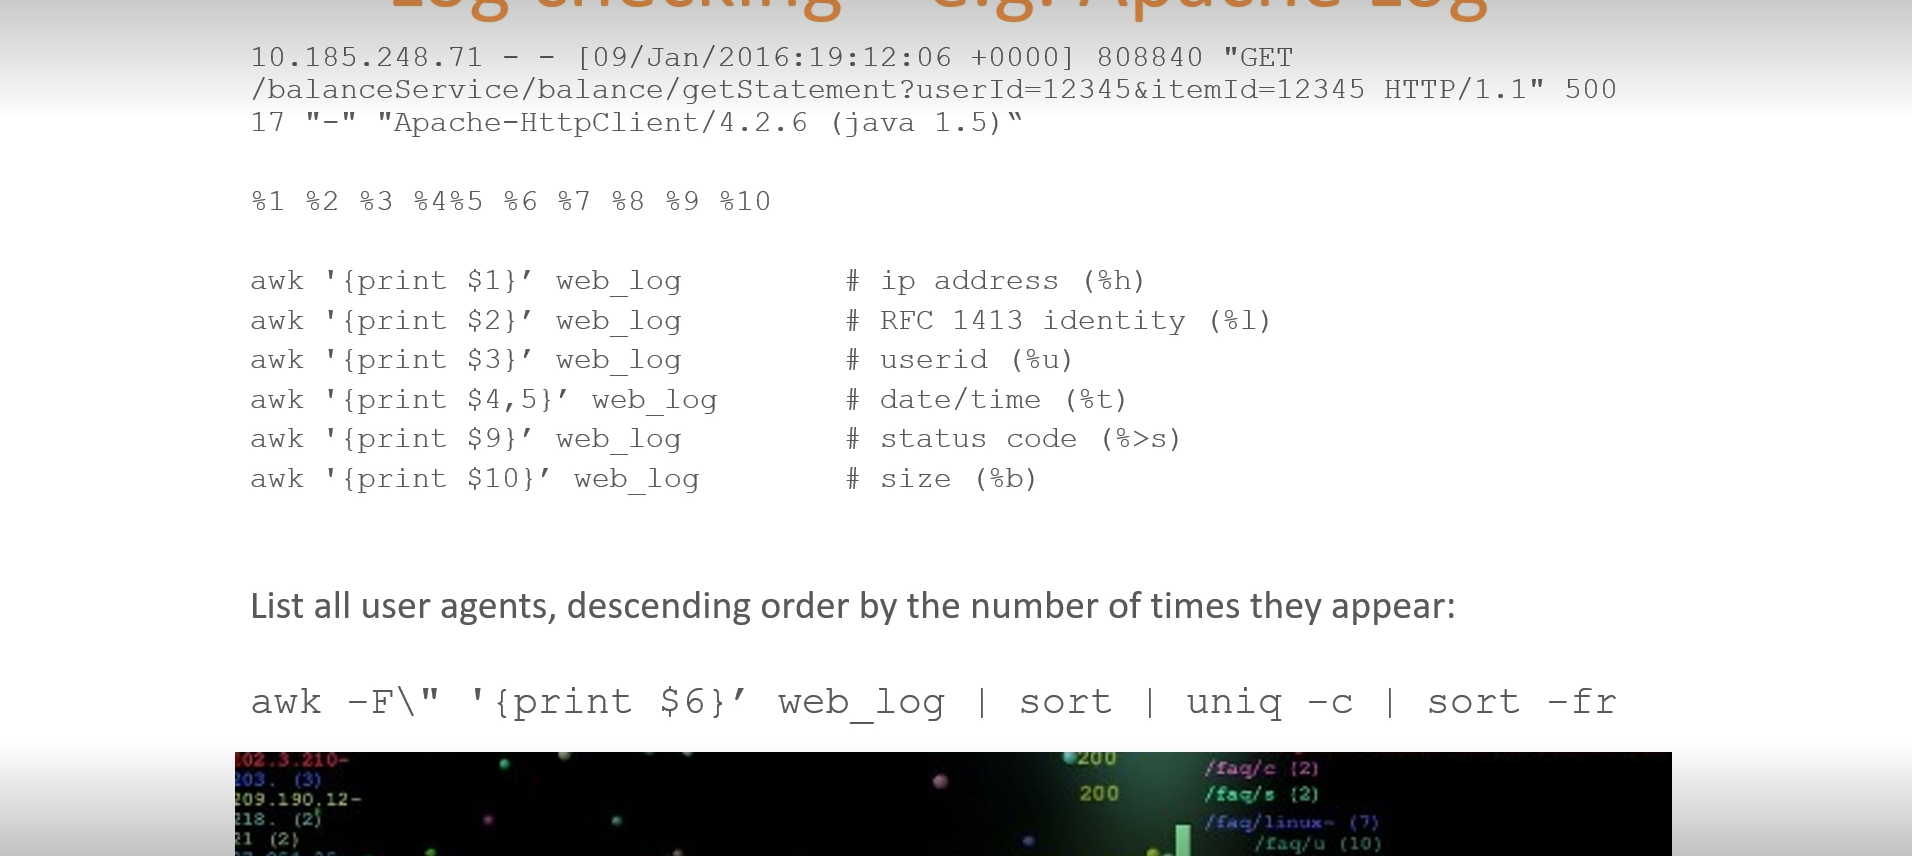 Log checking – e.g. Apache Log
10.185.248.71 - - [09/Jan/2016:19:12:06 +0000] 808840 "GET
/balanceService/balance/getStatement?userId=12345&itemId=12345 HTTP/1.1" 500
17 "-" "Apache-HttpClient/4.2.6 (java 1.5)“
%1 %2 %3 %4%5 %6 %7 %8 %9 %10
awk '{print $1}’ web_log # ip address (%h)
awk '{print $2}’ web_log # RFC 1413 identity (%l)
awk '{print $3}’ web_log # userid (%u)
awk '{print $4,5}’ web_log # date/time (%t)
awk '{print $9}’ web_log # status code (%>s)
awk '{print $10}’ web_log # size (%b)
List all user agents, descending order by the number of times they appear:
awk –F\" '{print $6}’ web_log | sort | uniq –c | sort –fr
02.3.210-
203. (3)
209.190.12-
218. (2)
21 (2)
200
200
/faq/c (2)
/faq/s (2)
/faq/linux- (7)
/faq/u (10)